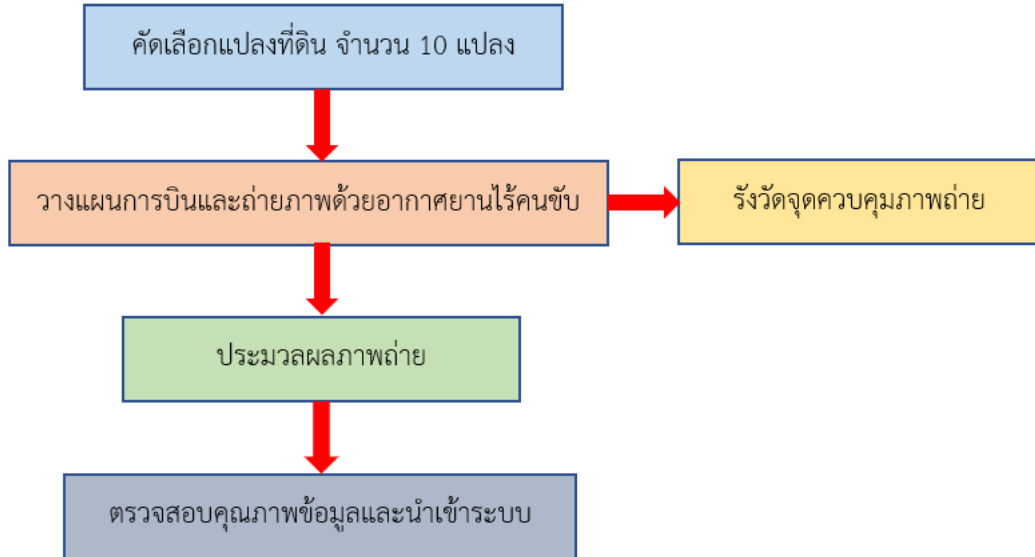 คัดเลือกแปลงที่ดิน จำนวน 10 แปลง
วางแผนการบินและถ่ายภาพด้วยอากาศยานไร้คนขับ
รังวัดจุดควบคุมภาพถ่าย
ประมวลผลภาพถ่าย
ตรวจสอบคุณภาพข้อมูลและนำเข้าระบบ